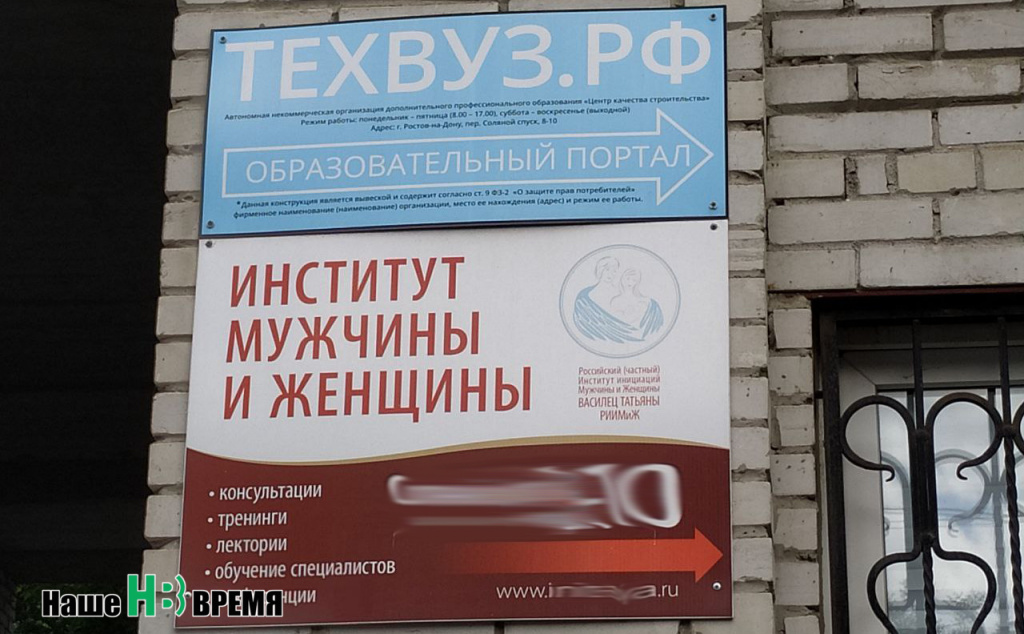 ТЕХВУЗ.РФ
Автономная некоммерческая организация дополнительного профессионального образования «Центр качества строительства»
Режим работы: понедельник – пятница (8.00 – 17.00), суббота – воскресенье (выходной)
Адрес: г. Ростов-на-Дону, пер. Соляной спуск, 8-10
ОБРАЗОВАТЕЛЬНЫЙ ПОРТАЛ
*Данная конструкция является вывеской и содержит согласно ст. 9 ФЗ-2 «О защите прав потребителей»
фирменное наименование (наименование) организации, место ее нахождения (адрес) и режим ее работы.
ИНСТИТУТ
МУЖЧИНЫ
И ЖЕНЩИНЫ
Российский (частный)
Институт инициаций
Мужчины и Женщины
ВАСИЛЕЦ ТАТЬЯНЫ
РИИМиЖ
• консультации
• тренинги
• лектории
• обучение специалистов
www. .ru
Наше НВ ВРЕМЯ